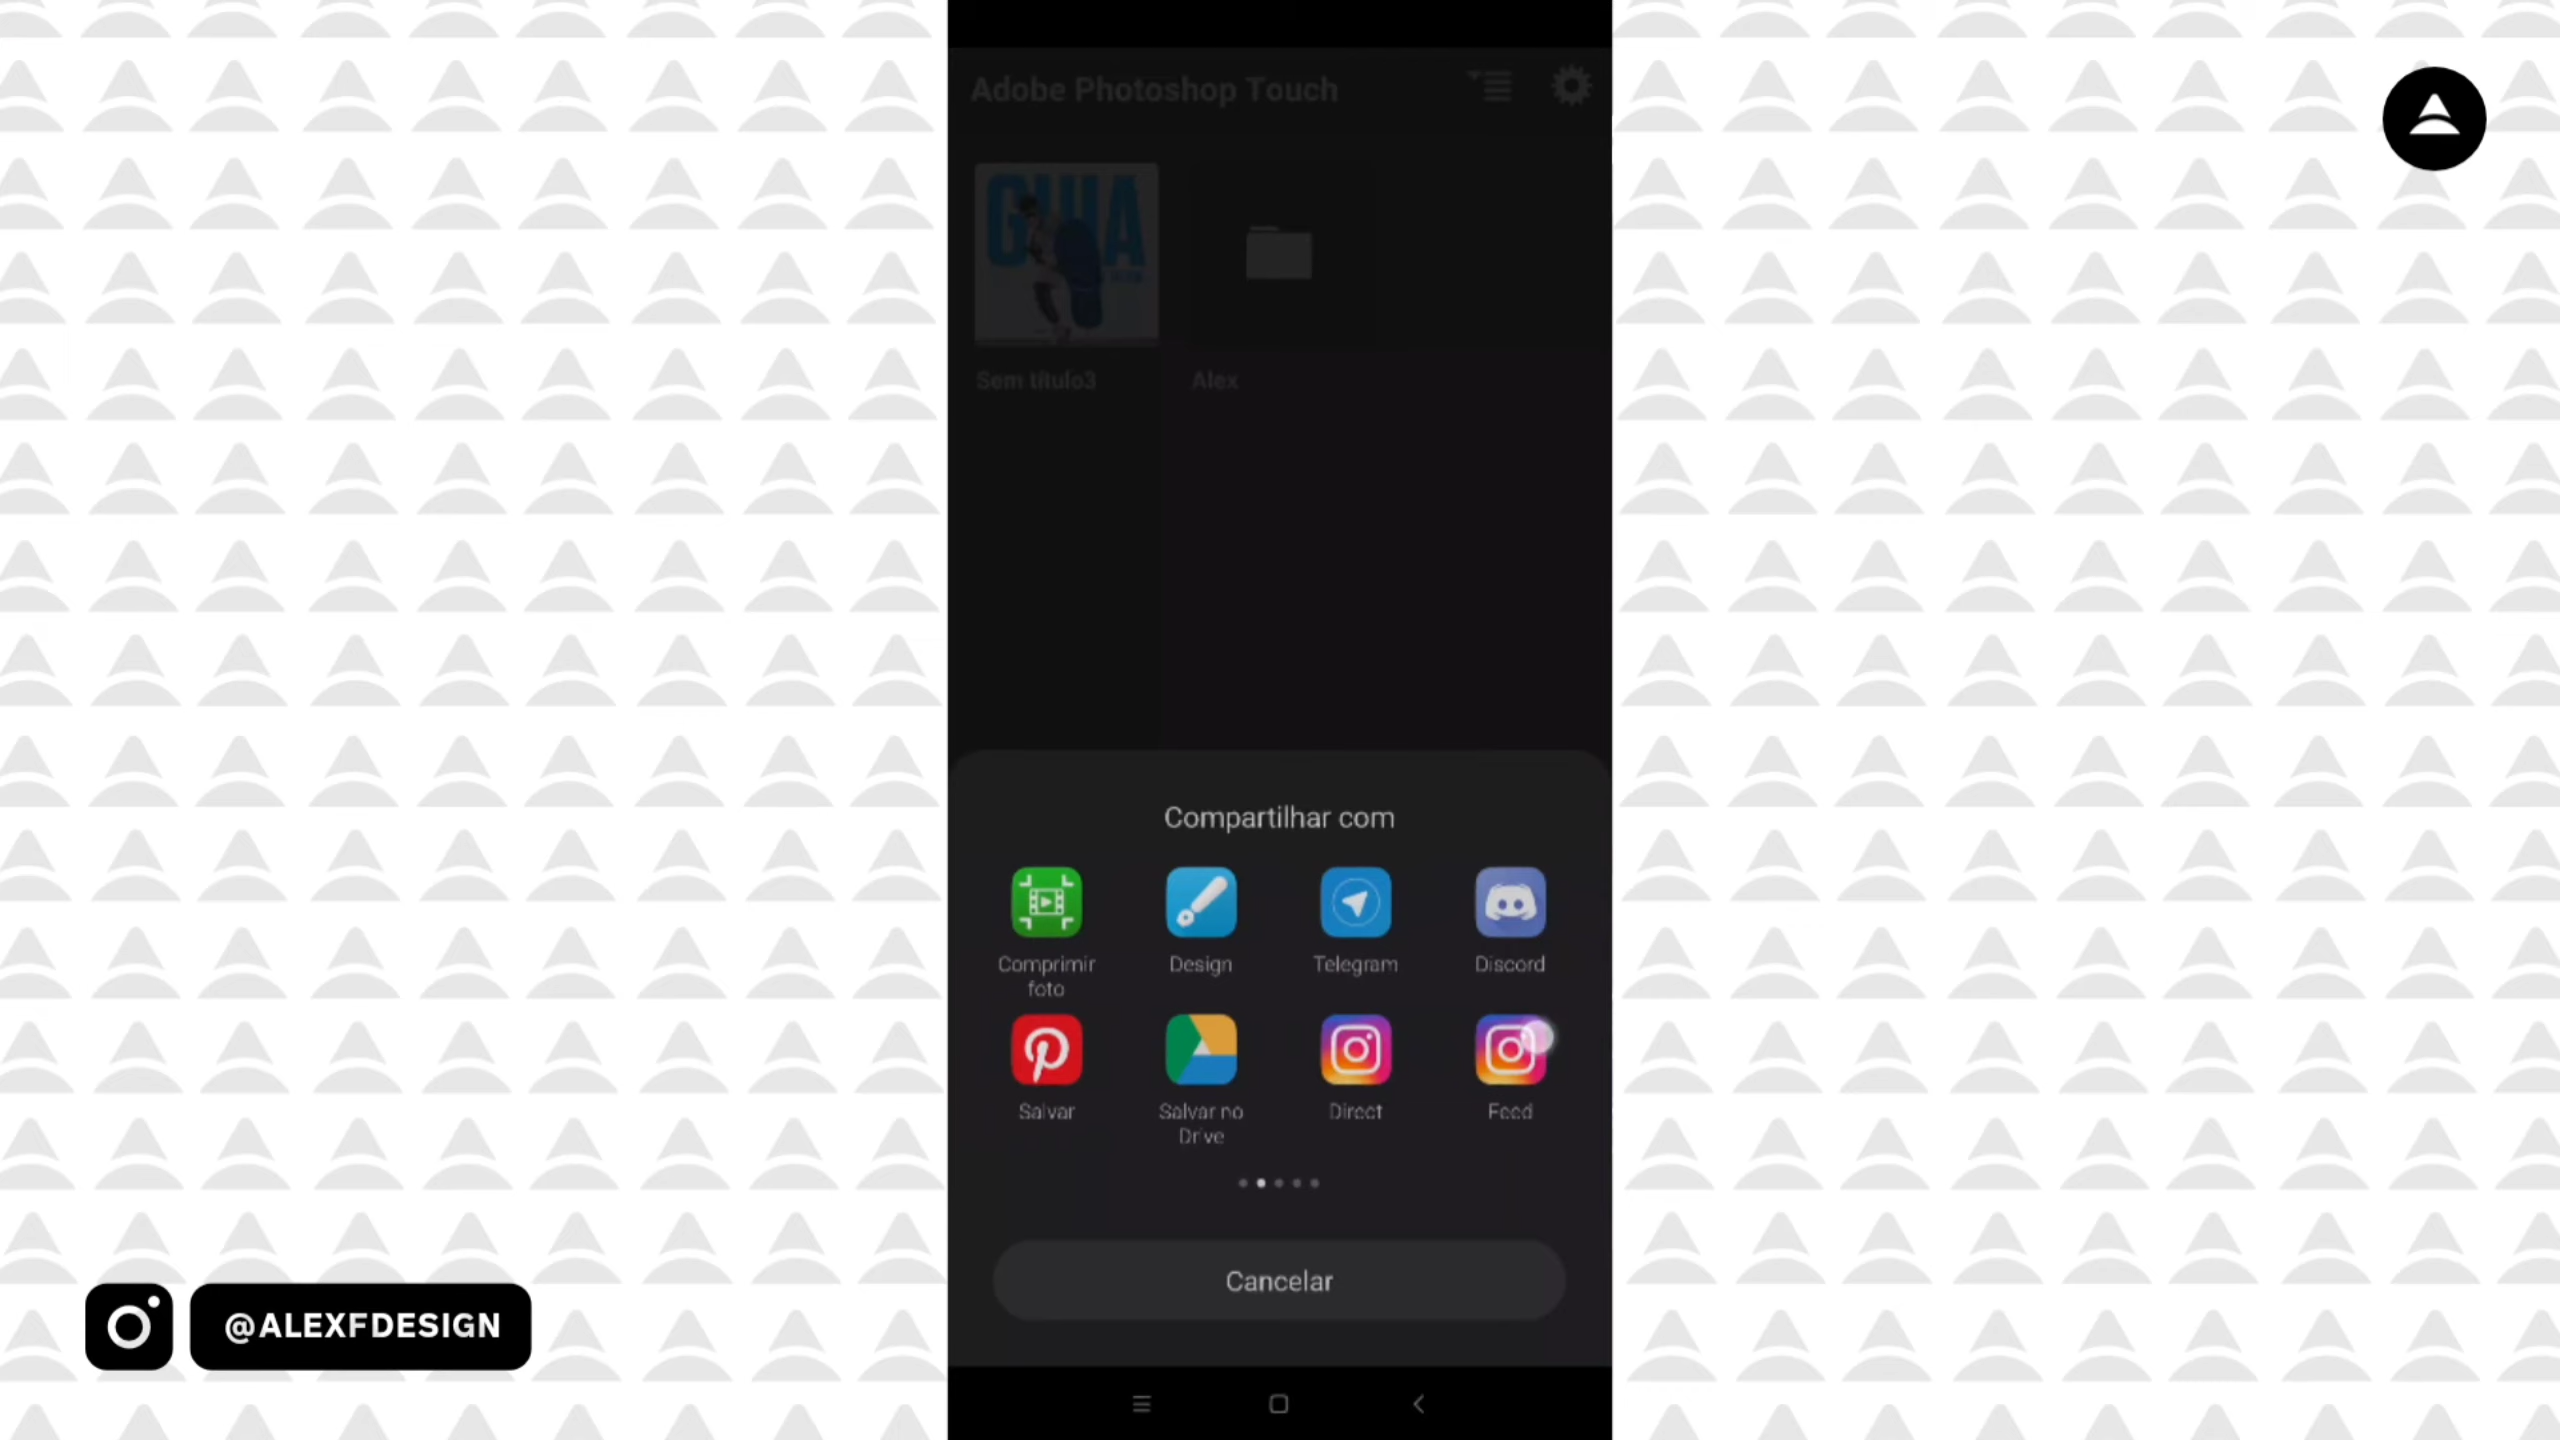 Adobe Photoshop Touch
GUIA
Sem título3
Alex
Compartilhar com
Comprimir
foto
Design
Telegram
Discord
Salvar
Salvar no
Drive
Direct
Feed
Cancelar
@ALEXFDESIGN